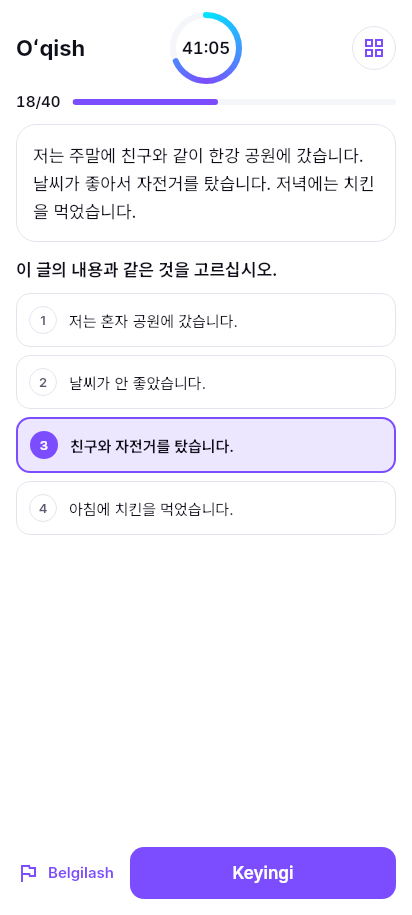 Oʻqish
41:05
18/40
저는 주말에 친구와 같이 한강 공원에 갔습니다.
날씨가 좋아서 자전거를 탔습니다. 저녁에는 치킨
을 먹었습니다.
이 글의 내용과 같은 것을 고르십시오.
1 저는 혼자 공원에 갔습니다.
2 날씨가 안 좋았습니다.
3 친구와 자전거를 탔습니다.
4 아침에 치킨을 먹었습니다.
Belgilash
Keyingi